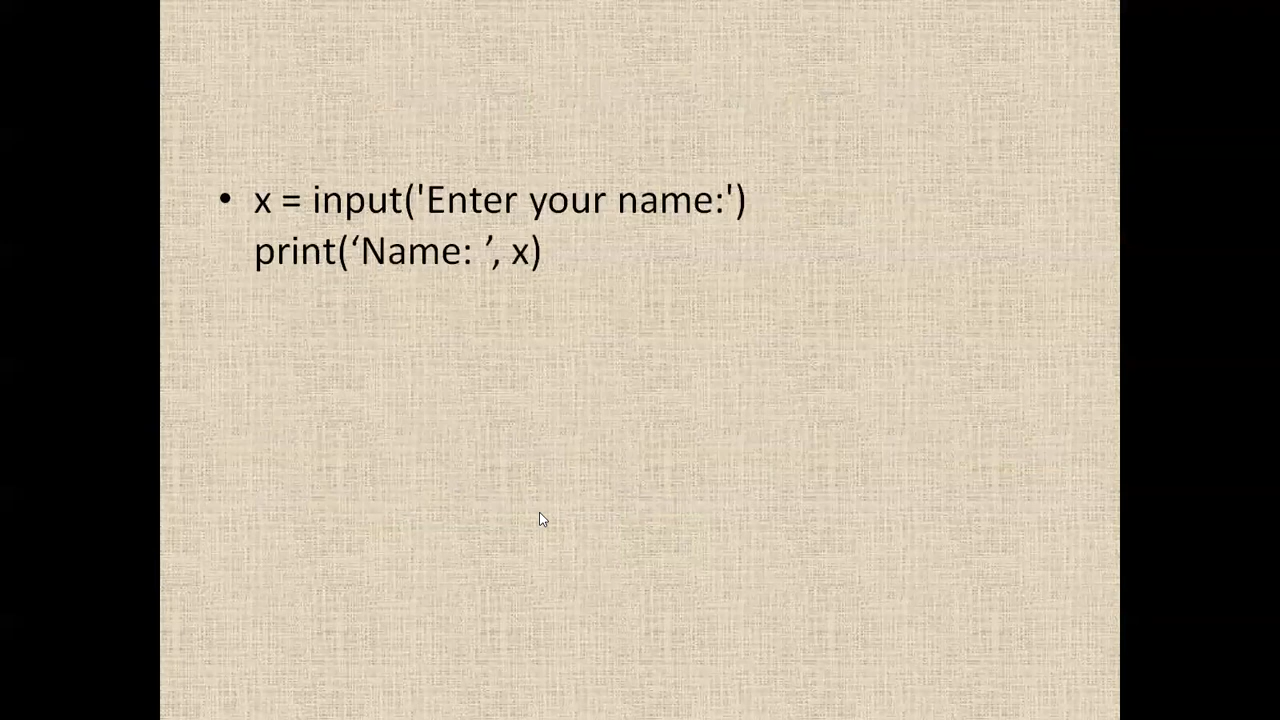 • x = input('Enter your name:')
print(‘Name: ’, x)